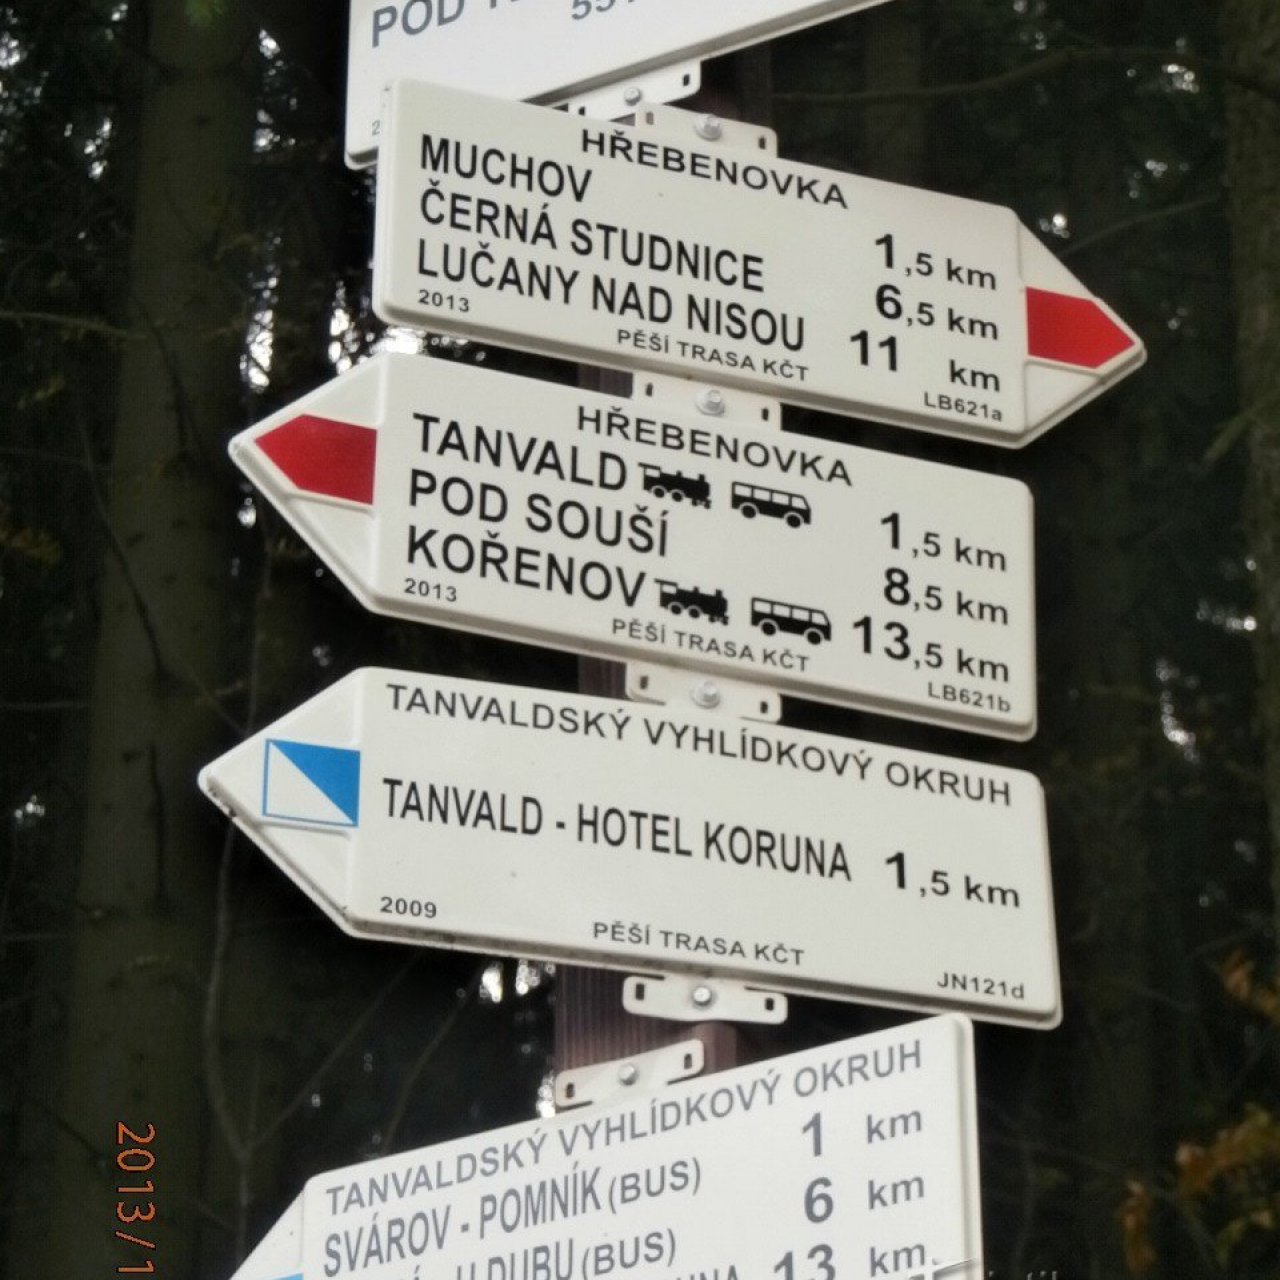 POD
HŘEBENOVKA
MUCHOV 1,5 km
ČERNÁ STUDNICE 6,5 km
LUČANY NAD NISOU 11 km
2013 PĚŠÍ TRASA KČT LB621a
HŘEBENOVKA
TANVALD 1,5 km
POD SOUŠÍ 8,5 km
KOŘENOV 13,5 km
2013 PĚŠÍ TRASA KČT LB621b
TANVALDSKÝ VYHLÍDKOVÝ OKRUH
TANVALD - HOTEL KORUNA 1,5 km
2009 PĚŠÍ TRASA KČT JN121d
TANVALDSKÝ VYHLÍDKOVÝ OKRUH
1 km
SVÁROV - POMNÍK (BUS) 6 km
U DUBU (BUS) 13 km
2013/1